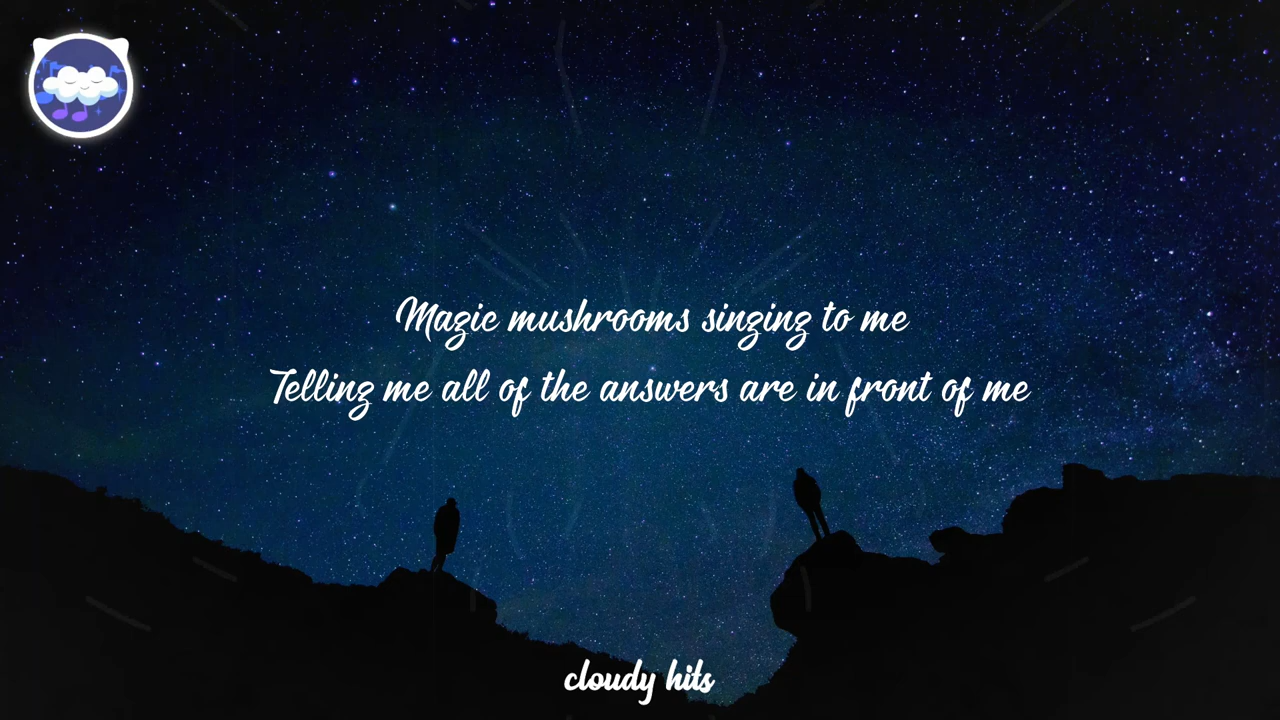 Magic mushrooms singing to me
Telling me all of the answers are in front of me
cloudy hits